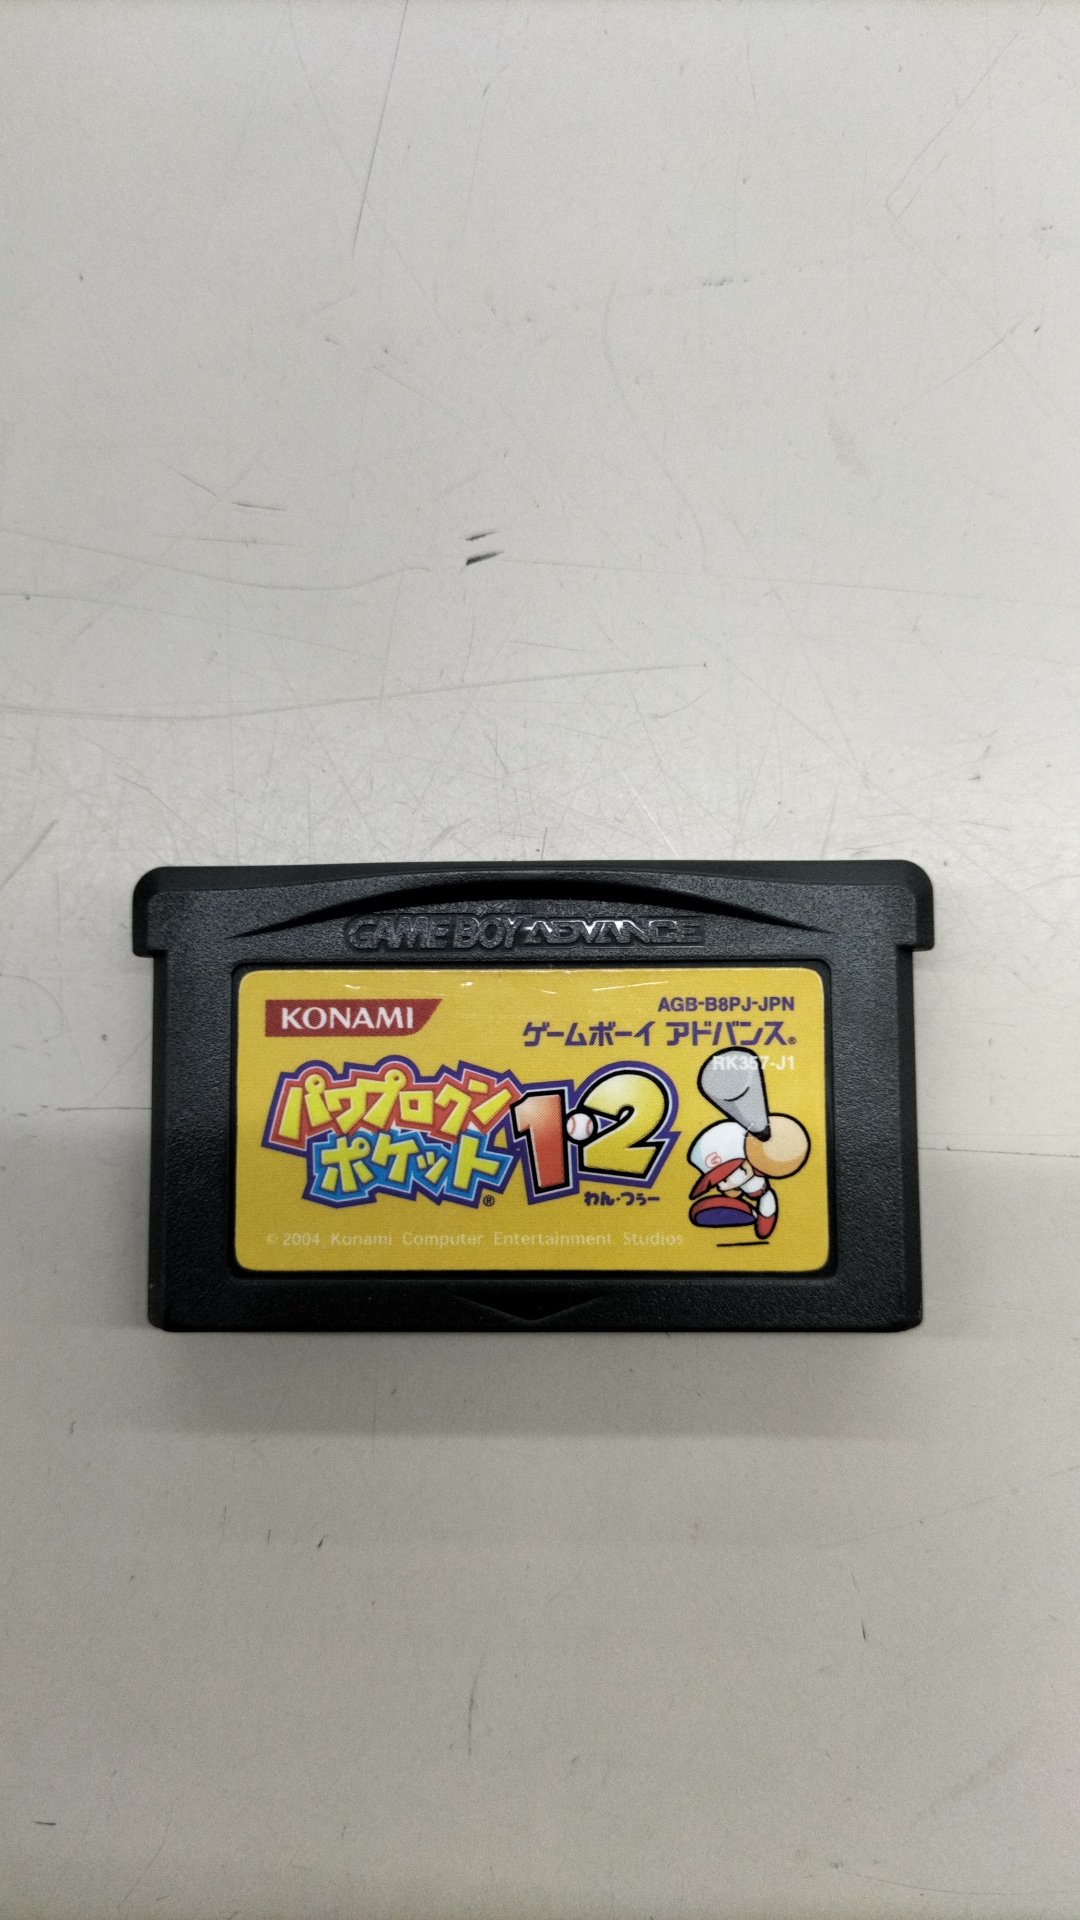 GAME BOY ADVANCE
KONAMI
AGB-B8PJ-JPN
ゲームボーイ アドバンス®
RK357-J1
パワプロクン
ポケット® 1・2
わん・つぅー
G
© 2004 Konami Computer Entertainment Studios